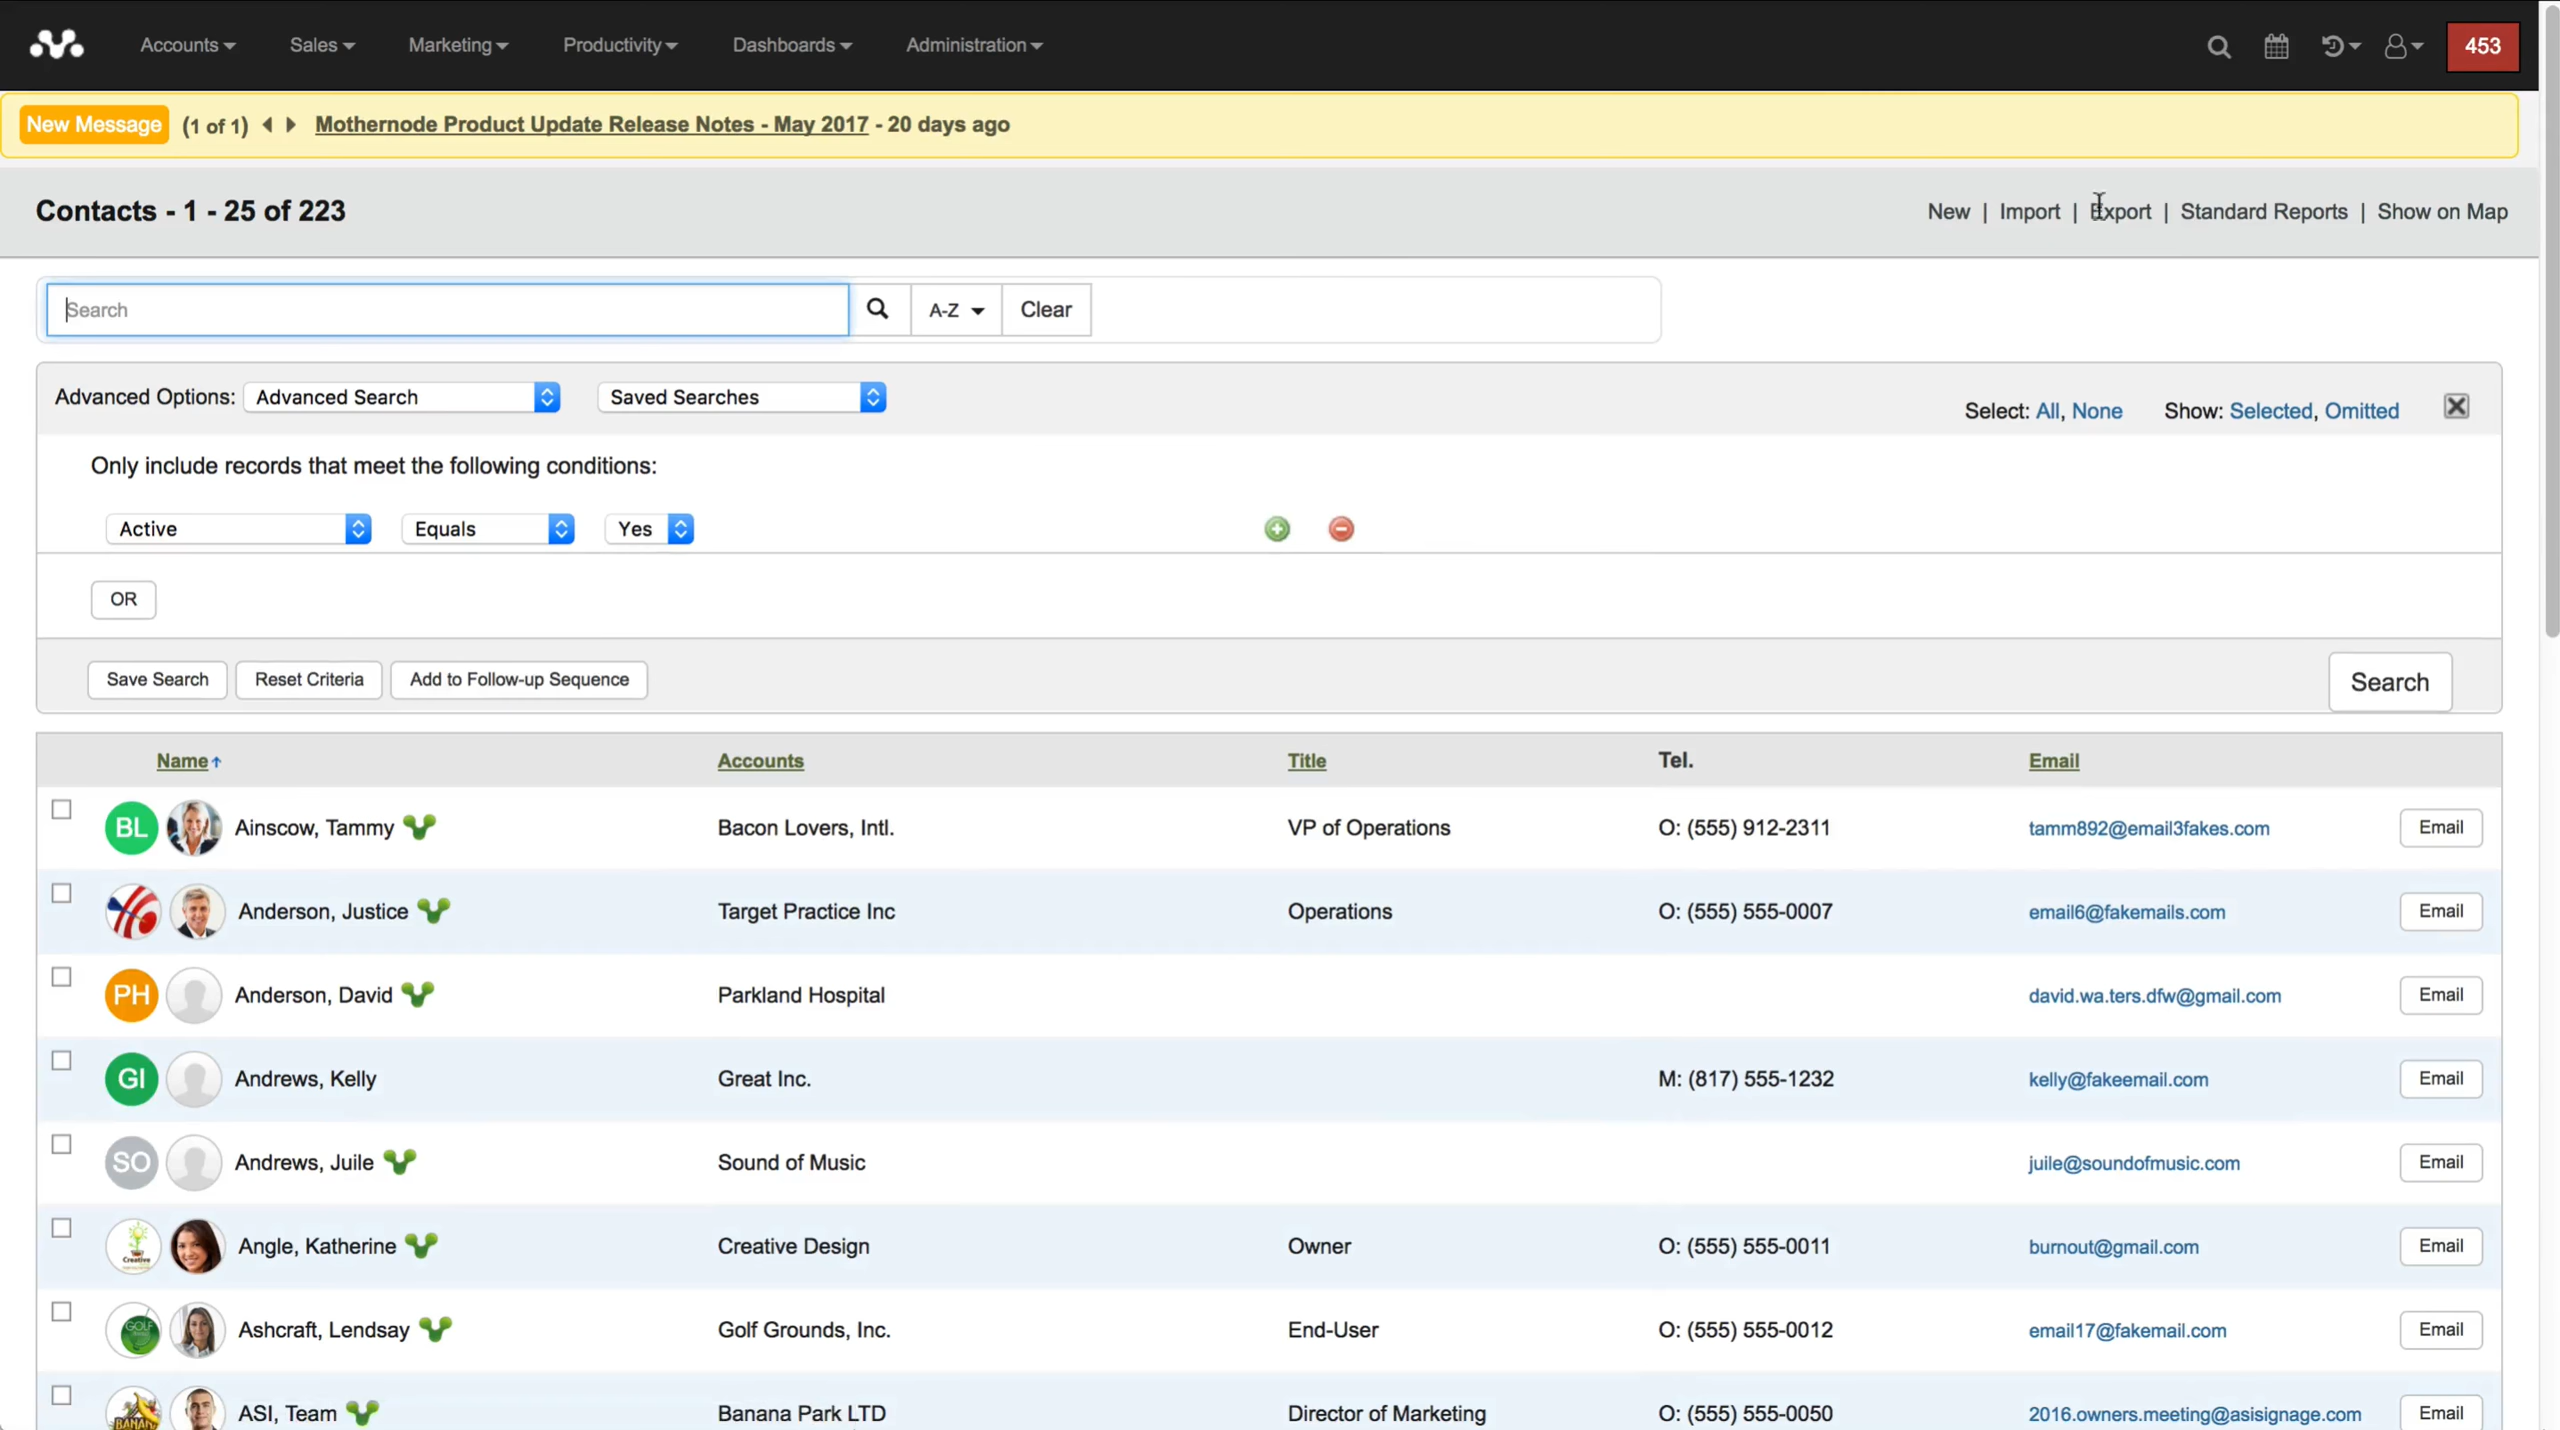 Accounts Sales Marketing Productivity Dashboards Administration 453
New Message (1 of 1) Mothernode Product Update Release Notes - May 2017 - 20 days ago
Contacts - 1 - 25 of 223 New | Import | Export | Standard Reports | Show on Map
Search A-Z Clear
Advanced Options: Advanced Search Saved Searches Select: All, None Show: Selected, Omitted
Only include records that meet the following conditions:
Active Equals Yes
OR
Save Search Reset Criteria Add to Follow-up Sequence Search
Name Accounts Title Tel. Email
BL Ainscow, Tammy Bacon Lovers, Intl. VP of Operations O: (555) 912-2311 tamm892@email3fakes.com Email
Anderson, Justice Target Practice Inc Operations O: (555) 555-0007 email6@fakemails.com Email
PH Anderson, David Parkland Hospital david.wa.ters.dfw@gmail.com Email
GI Andrews, Kelly Great Inc. M: (817) 555-1232 kelly@fakeemail.com Email
SO Andrews, Juile Sound of Music juile@soundofmusic.com Email
Creative Angle, Katherine Creative Design Owner O: (555) 555-0011 burnout@gmail.com Email
GOLF Ashcraft, Lendsay Golf Grounds, Inc. End-User O: (555) 555-0012 email17@fakemail.com Email
BANANA ASI, Team Banana Park LTD Director of Marketing O: (555) 555-0050 2016.owners.meeting@asisignage.com Email